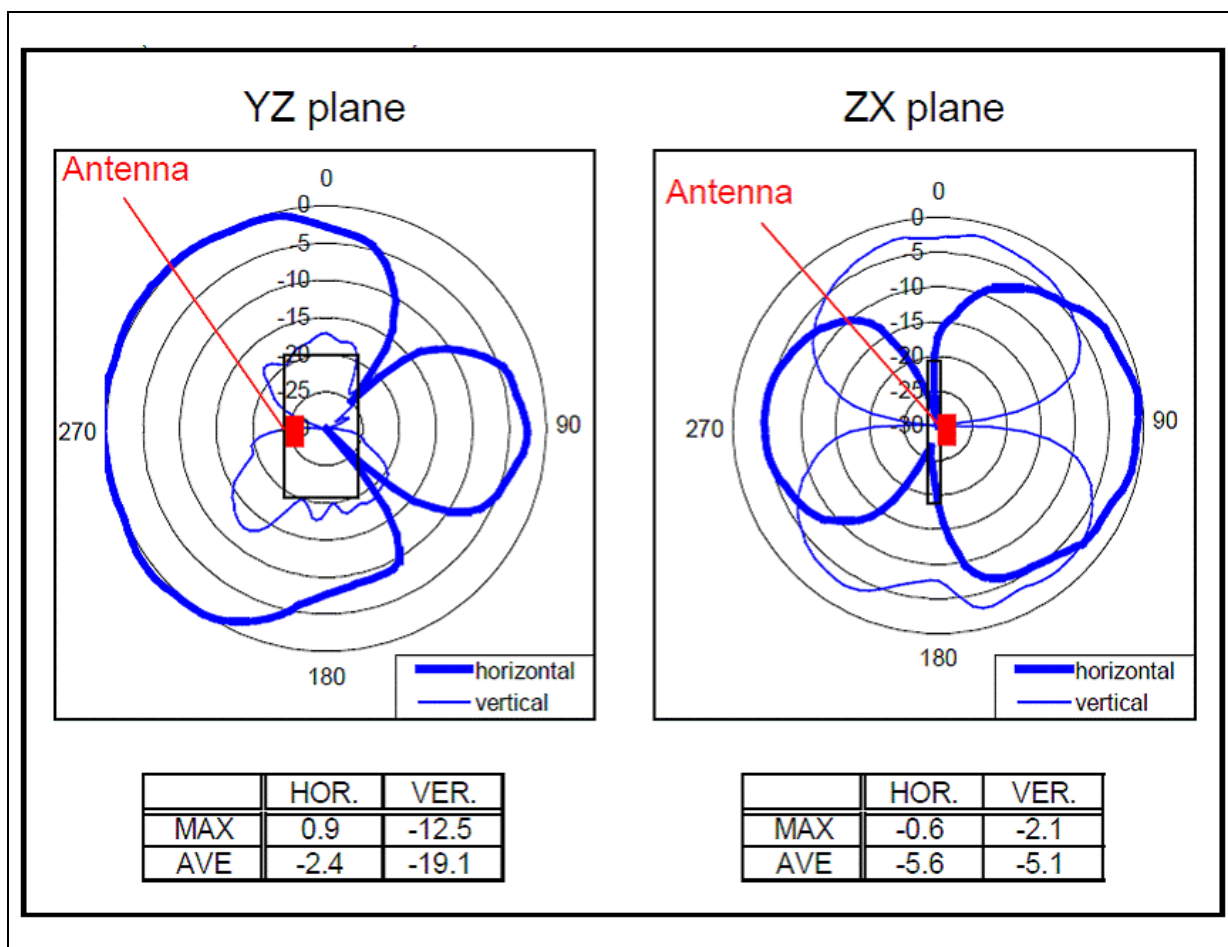 YZ plane
Antenna
0
0
-5
-10
-15
-20
-25
270
90
180
horizontal
vertical
HOR. VER.
MAX 0.9 -12.5
AVE -2.4 -19.1
ZX plane
Antenna
0
0
-5
-10
-15
-20
-25
-30
270
90
180
horizontal
vertical
HOR. VER.
MAX -0.6 -2.1
AVE -5.6 -5.1